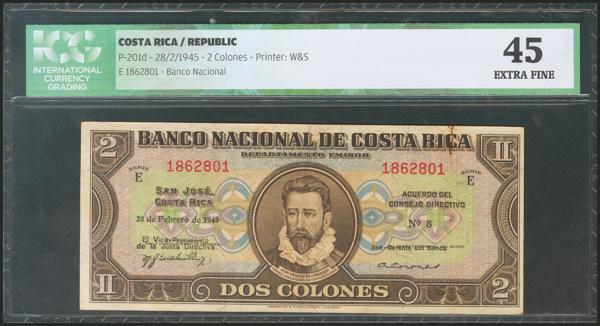 ICG
INTERNATIONAL
CURRENCY
GRADING
COSTA RICA / REPUBLIC
P-201d - 28/2/1945 - 2 Colones - Printer: W&S
E 1862801 - Banco Nacional
45
EXTRA FINE
2 BANCO NACIONAL DE COSTA RICA II
DEPARTAMENTO EMISOR
SERIE 1862801 1862801 SERIE
E E
SAN JOSÉ,
COSTA RICA
28 de Febrero de 1945
El Vice-Presidente
de la Junta Directiva
ACUERDO DEL
CONSEJO DIRECTIVO
Nº 8
Sub-Gerente del Banco
II DOS COLONES 2